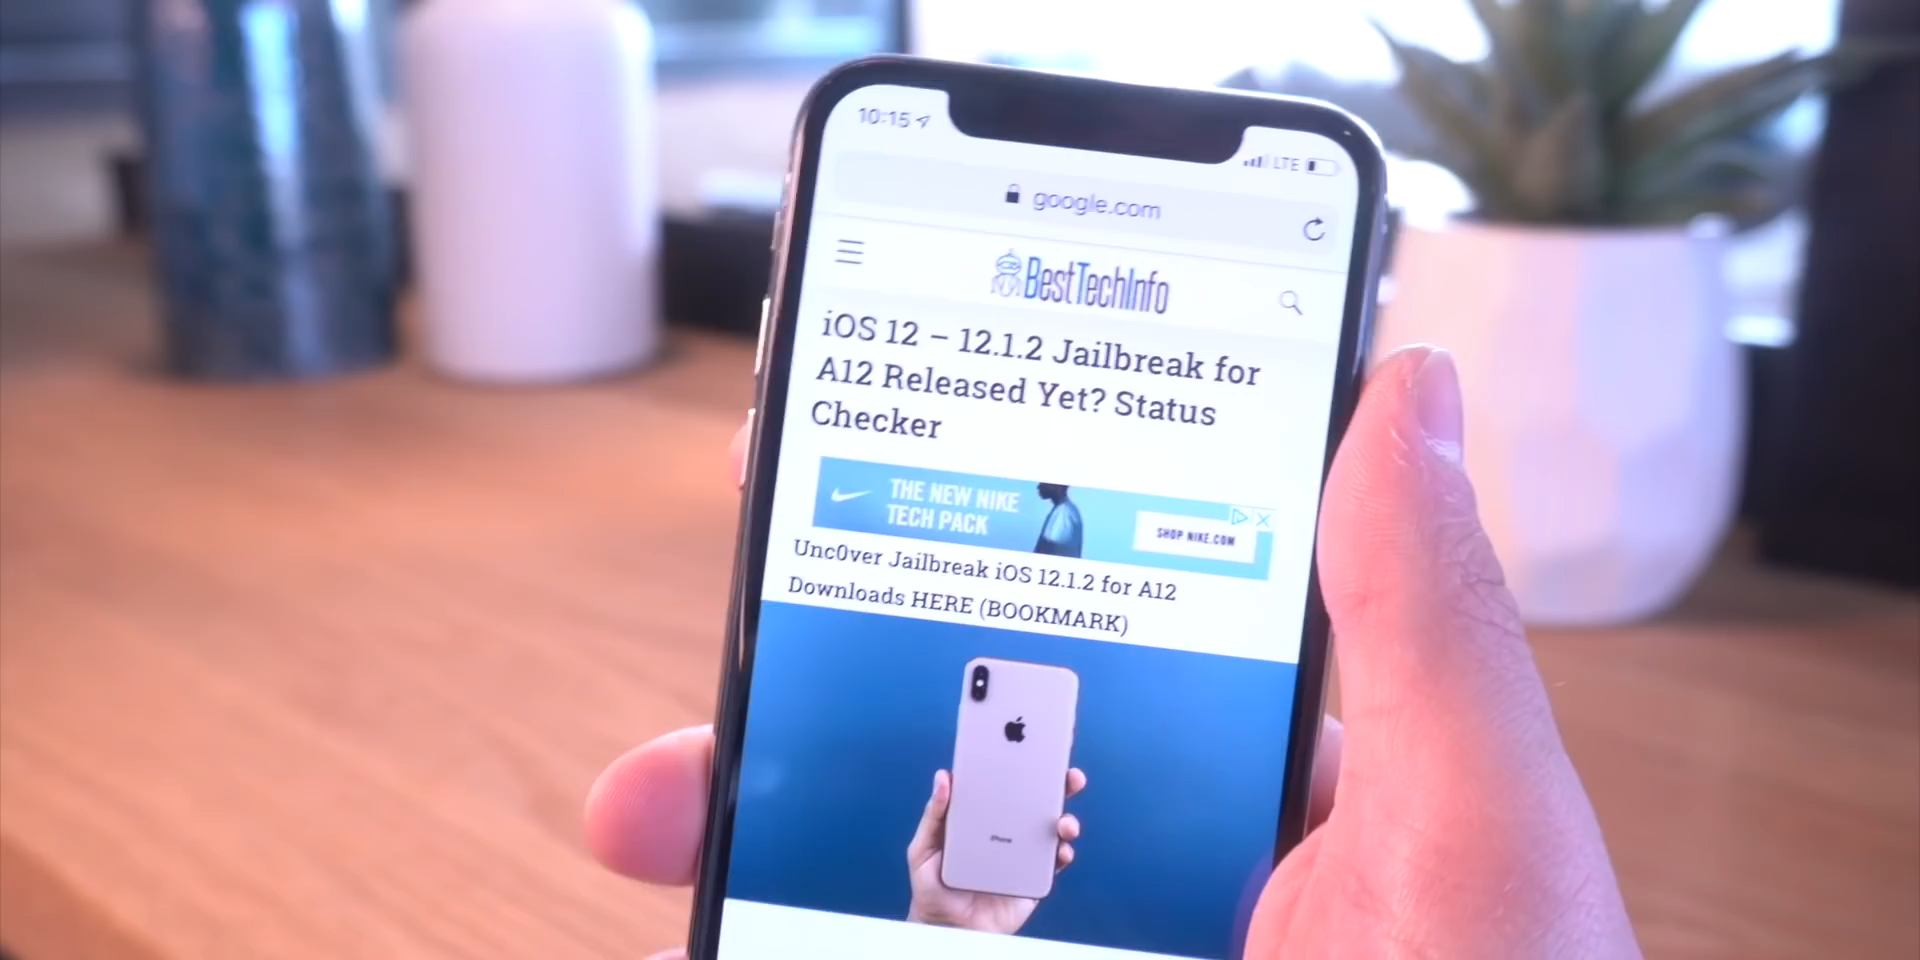 10:15
LTE
google.com
BestTechInfo
iOS 12 – 12.1.2 Jailbreak for
A12 Released Yet? Status
Checker
THE NEW NIKE
TECH PACK
SHOP NIKE.COM
Unc0ver Jailbreak iOS 12.1.2 for A12
Downloads HERE (BOOKMARK)
iPhone